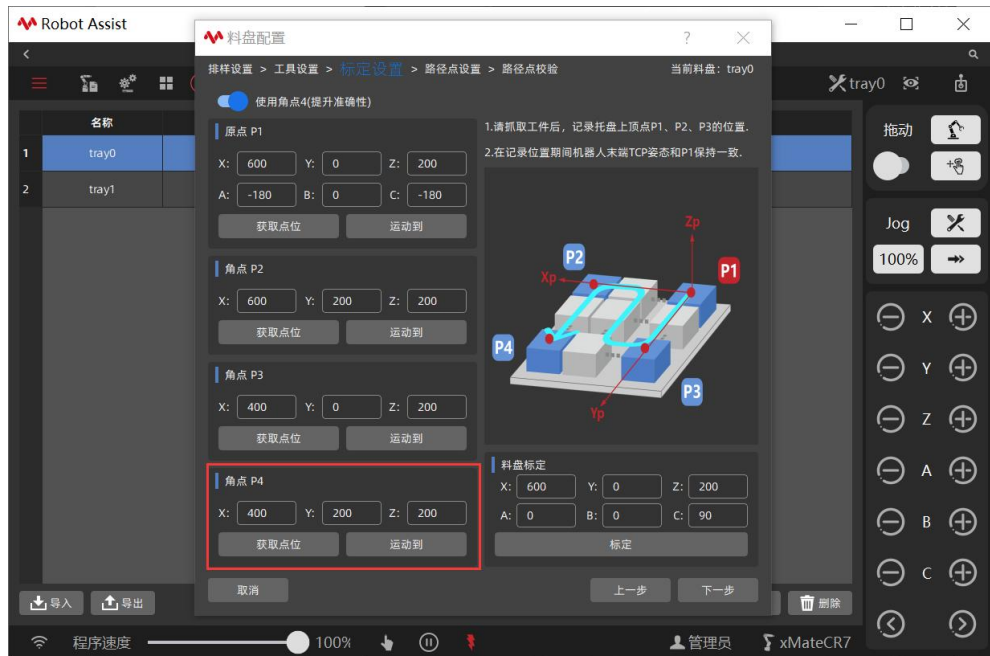 Robot Assist
料盘配置 ?
排样设置 > 工具设置 > 标定设置 > 路径点设置 > 路径点校验 当前料盘：tray0
tray0
使用角点4(提升准确性)
名称
1 tray0
2 tray1
原点 P1
X: 600 Y: 0 Z: 200
A: -180 B: 0 C: -180
获取点位 运动到
角点 P2
X: 600 Y: 200 Z: 200
获取点位 运动到
角点 P3
X: 400 Y: 0 Z: 200
获取点位 运动到
角点 P4
X: 400 Y: 200 Z: 200
获取点位 运动到
1.请抓取工件后，记录托盘上顶点P1、P2、P3的位置.
2.在记录位置期间机器人末端TCP姿态和P1保持一致.
Zp
P2
Xp
P1
P4
P3
Yp
料盘标定
X: 600 Y: 0 Z: 200
A: 0 B: 0 C: 90
标定
取消 上一步 下一步
导入 导出 删除
拖动
Jog
100%
X
Y
Z
A
B
C
程序速度 100% 管理员 xMateCR7